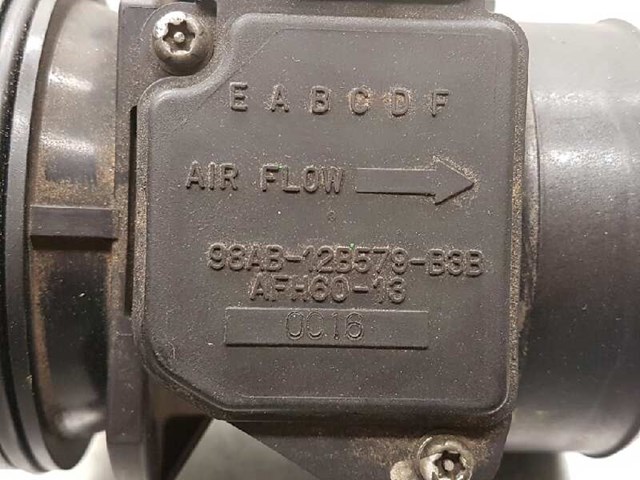 E A B C D F
AIR FLOW
98AB-12B579-B3B
AFH60-13
0C16